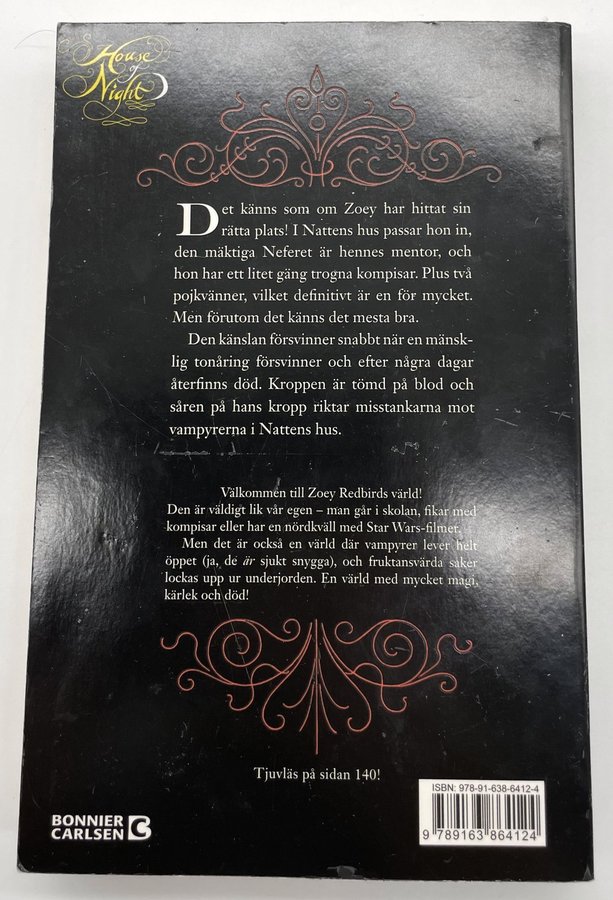 House
of
Night
Det känns som om Zoey har hittat sin
rätta plats! I Nattens hus passar hon in,
den mäktiga Neferet är hennes mentor, och
hon har ett litet gäng trogna kompisar. Plus två
pojkvänner, vilket definitivt är en för mycket.
Men förutom det känns det mesta bra.
Den känslan försvinner snabbt när en mänsk-
lig tonåring försvinner och efter några dagar
återfinns död. Kroppen är tömd på blod och
såren på hans kropp riktar misstankarna mot
vampyrerna i Nattens hus.
Välkommen till Zoey Redbirds värld!
Den är väldigt lik vår egen – man går i skolan, fikar med
kompisar eller har en nördkväll med Star Wars-filmer.
Men det är också en värld där vampyrer lever helt
öppet (ja, de är sjukt snygga), och fruktansvärda saker
lockas upp ur underjorden. En värld med mycket magi,
kärlek och död!
Tjuvläs på sidan 140!
ISBN: 978-91-638-6412-4
9 789163 864124
BONNIER
CARLSEN